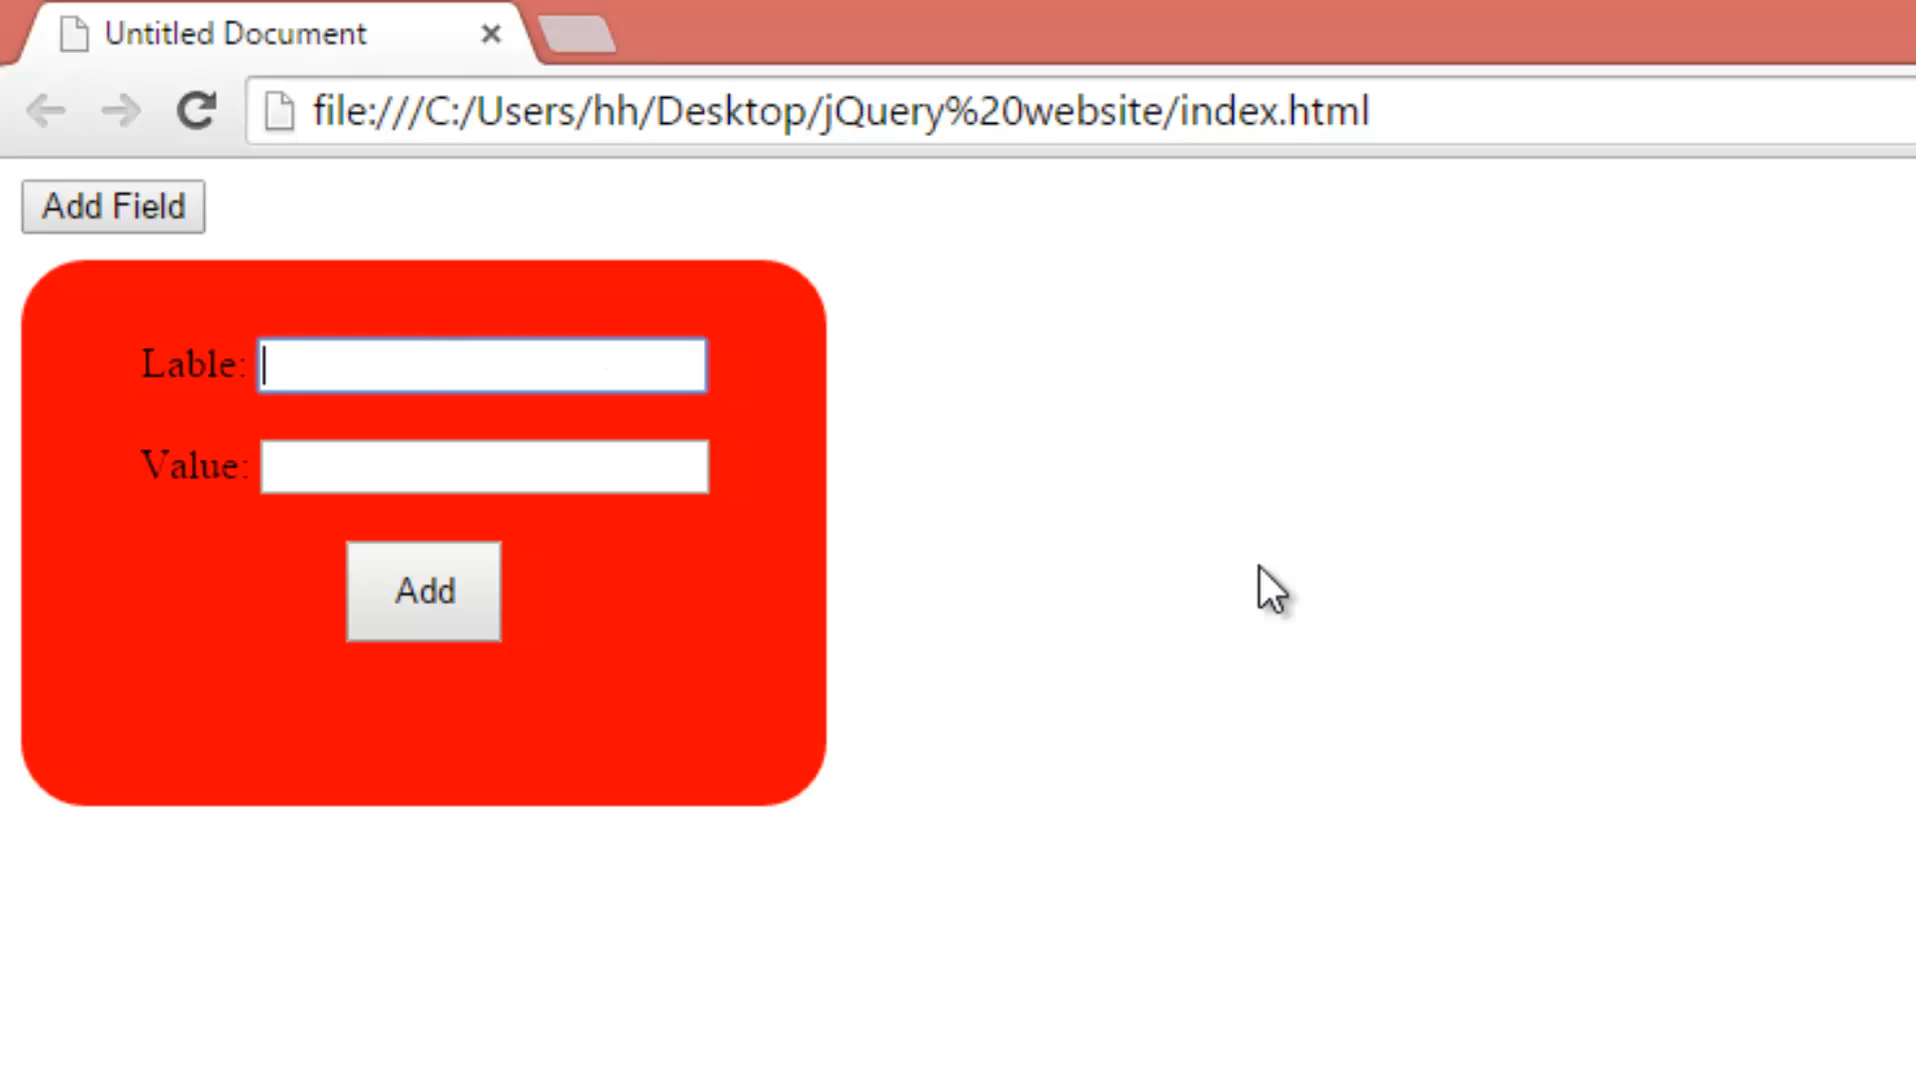 Untitled Document
file:///C:/Users/hh/Desktop/jQuery%20website/index.html
Add Field
Lable:
Value:
Add